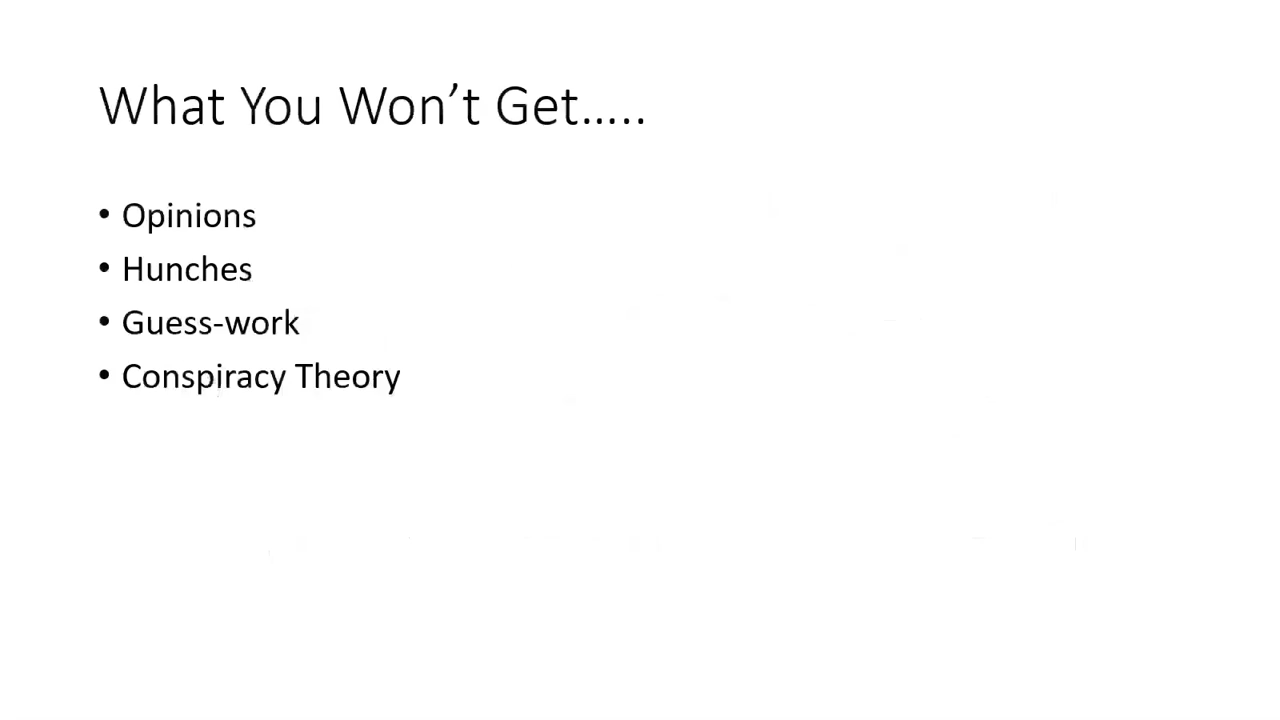 What You Won’t Get…..
• Opinions
• Hunches
• Guess-work
• Conspiracy Theory